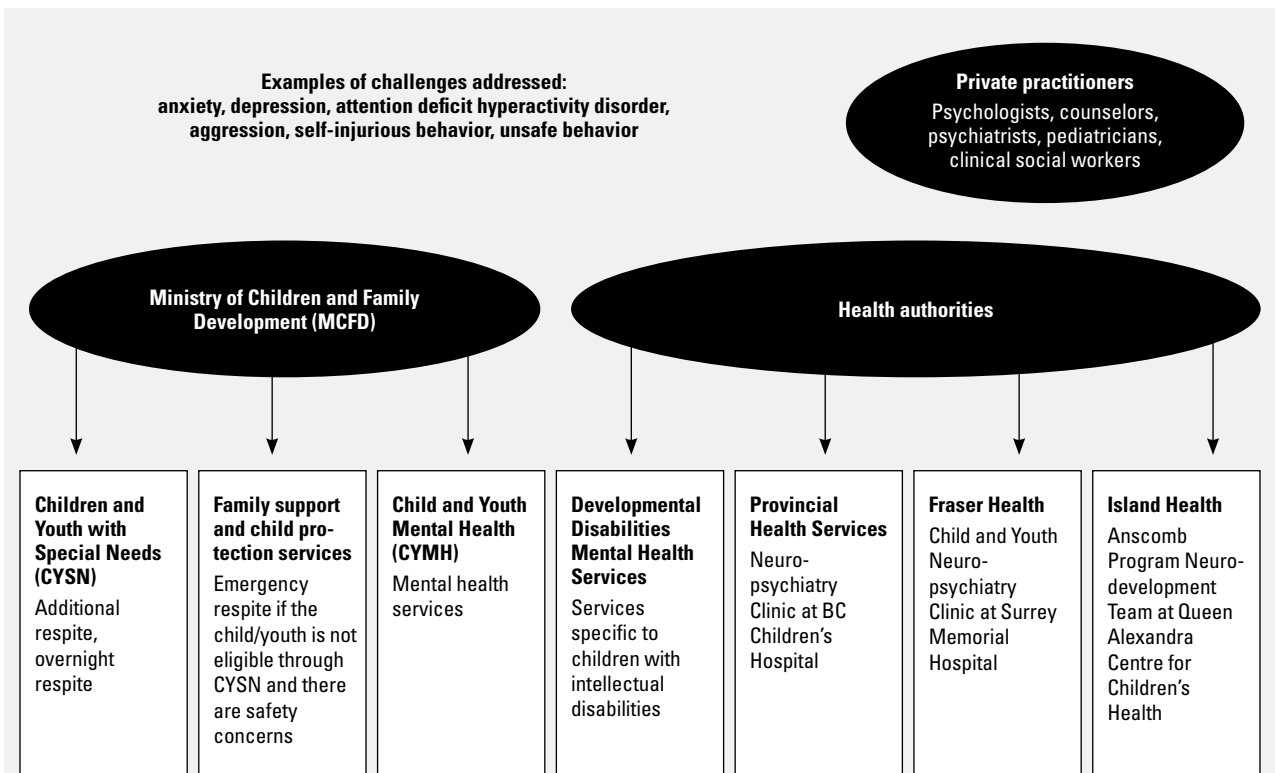 Examples of challenges addressed:
anxiety, depression, attention deficit hyperactivity disorder,
aggression, self-injurious behavior, unsafe behavior
Private practitioners
Psychologists, counselors,
psychiatrists, pediatricians,
clinical social workers
Ministry of Children and Family
Development (MCFD)
Health authorities
Children and
Youth with
Special Needs
(CYSN)
Additional
respite,
overnight
respite
Family support
and child pro-
tection services
Emergency
respite if the
child/youth is not
eligible through
CYSN and there
are safety
concerns
Child and Youth
Mental Health
(CYMH)
Mental health
services
Developmental
Disabilities
Mental Health
Services
Services
specific to
children with
intellectual
disabilities
Provincial
Health Services
Neuro-
psychiatry
Clinic at BC
Children's
Hospital
Fraser Health
Child and Youth
Neuro-
psychiatry
Clinic at Surrey
Memorial
Hospital
Island Health
Anscomb
Program Neuro-
development
Team at Queen
Alexandra
Centre for
Children's
Health